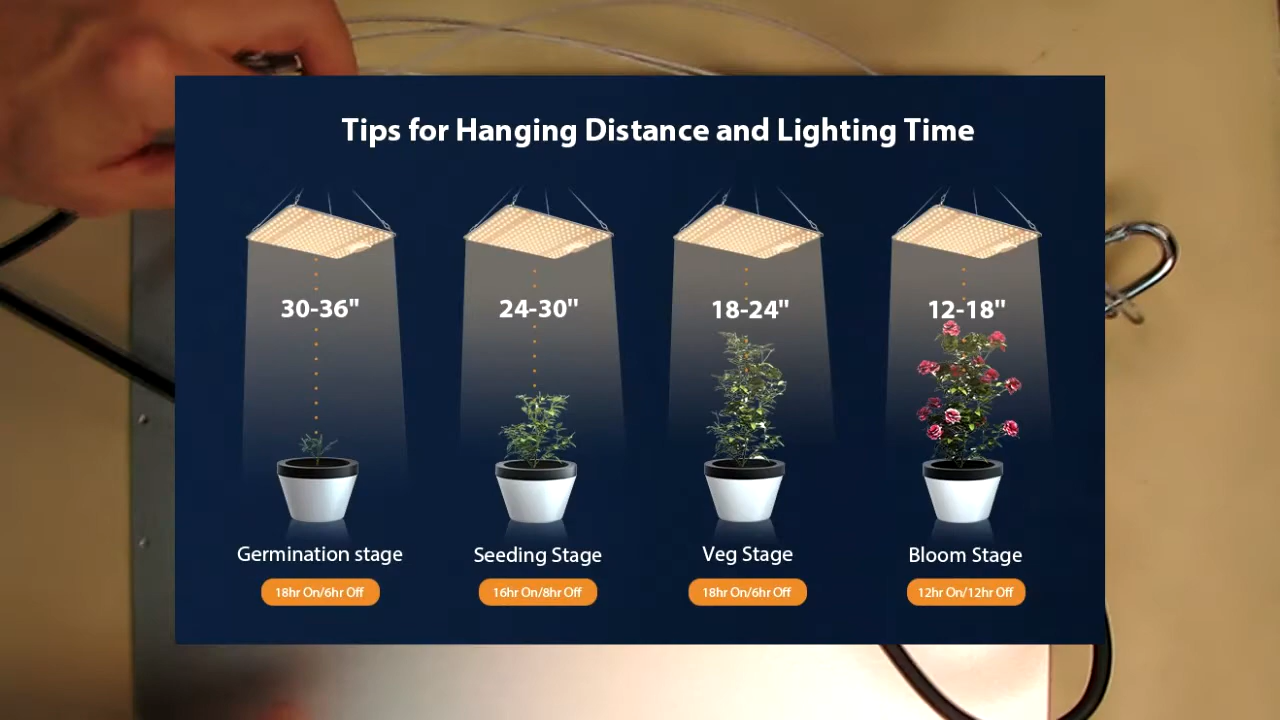 Tips for Hanging Distance and Lighting Time
30-36"
24-30"
18-24"
12-18"
Germination stage
Seeding Stage
Veg Stage
Bloom Stage
18hr On/6hr Off
16hr On/8hr Off
18hr On/6hr Off
12hr On/12hr Off